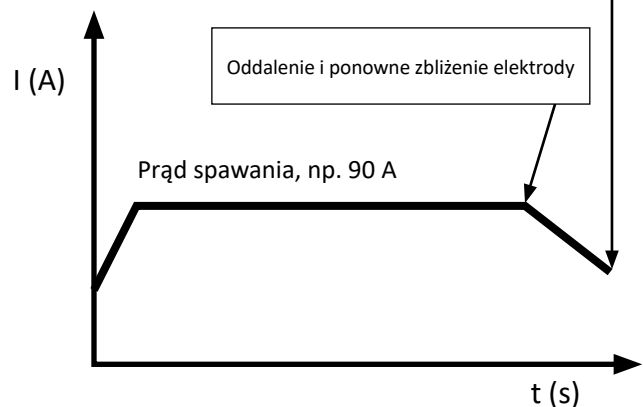 Oddalenie i ponowne zbliżenie elektrody
I (A)
Prąd spawania, np. 90 A
t (s)